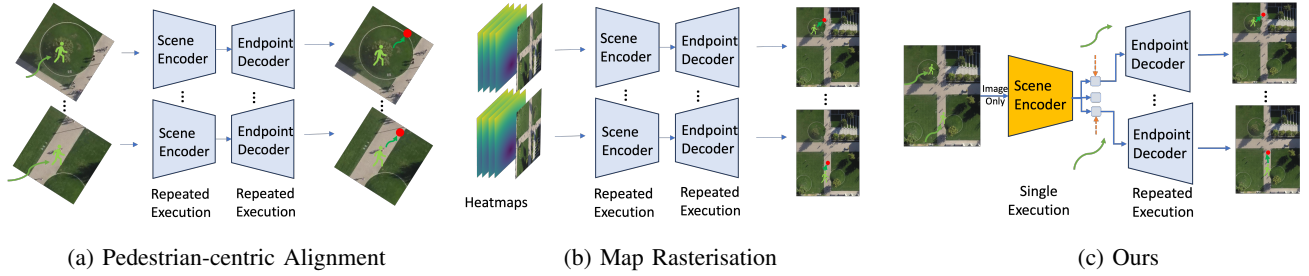 Scene
Encoder
Endpoint
Decoder
Scene
Encoder
Endpoint
Decoder
Repeated
Execution
Repeated
Execution
(a) Pedestrian-centric Alignment
Heatmaps
Scene
Encoder
Endpoint
Decoder
Scene
Encoder
Endpoint
Decoder
Repeated
Execution
Repeated
Execution
(b) Map Rasterisation
Image
Only
Scene
Encoder
Endpoint
Decoder
Endpoint
Decoder
Single
Execution
Repeated
Execution
(c) Ours